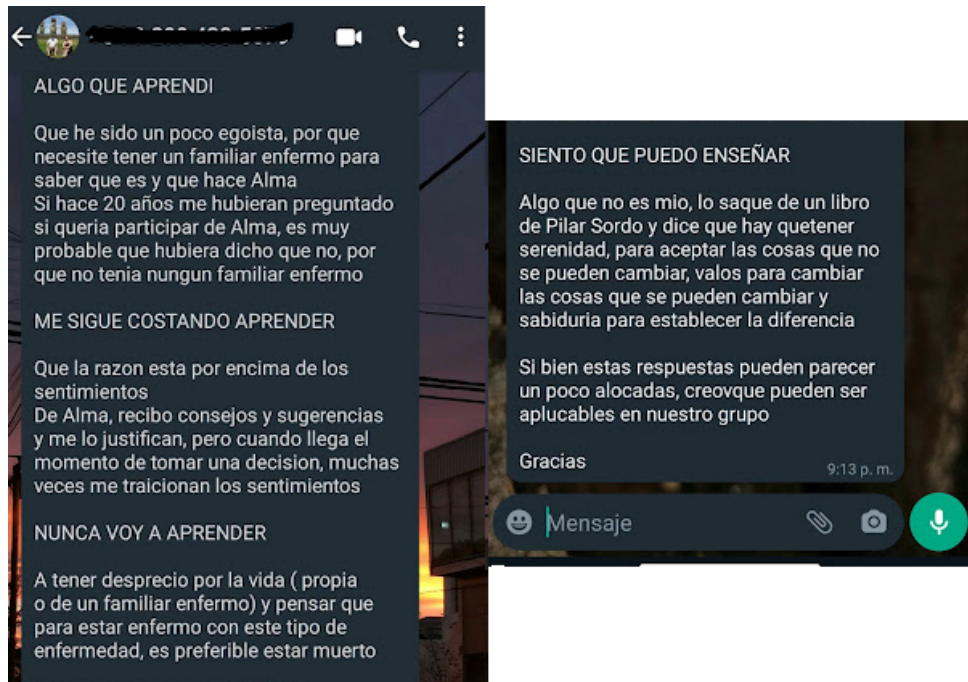 ALGO QUE APRENDI
Que he sido un poco egoista, por que
necesite tener un familiar enfermo para
saber que es y que hace Alma
Si hace 20 años me hubieran preguntado
si queria participar de Alma, es muy
probable que hubiera dicho que no, por
que no tenia nungun familiar enfermo
ME SIGUE COSTANDO APRENDER
Que la razon esta por encima de los
sentimientos
De Alma, recibo consejos y sugerencias
y me lo justifican, pero cuando llega el
momento de tomar una decision, muchas
veces me traicionan los sentimientos
NUNCA VOY A APRENDER
A tener desprecio por la vida ( propia
o de un familiar enfermo) y pensar que
para estar enfermo con este tipo de
enfermedad, es preferible estar muerto
SIENTO QUE PUEDO ENSEÑAR
Algo que no es mio, lo saque de un libro
de Pilar Sordo y dice que hay quetener
serenidad, para aceptar las cosas que no
se pueden cambiar, valos para cambiar
las cosas que se pueden cambiar y
sabiduria para establecer la diferencia
Si bien estas respuestas pueden parecer
un poco alocadas, creovque pueden ser
aplucables en nuestro grupo
Gracias
9:13 p. m.
Mensaje